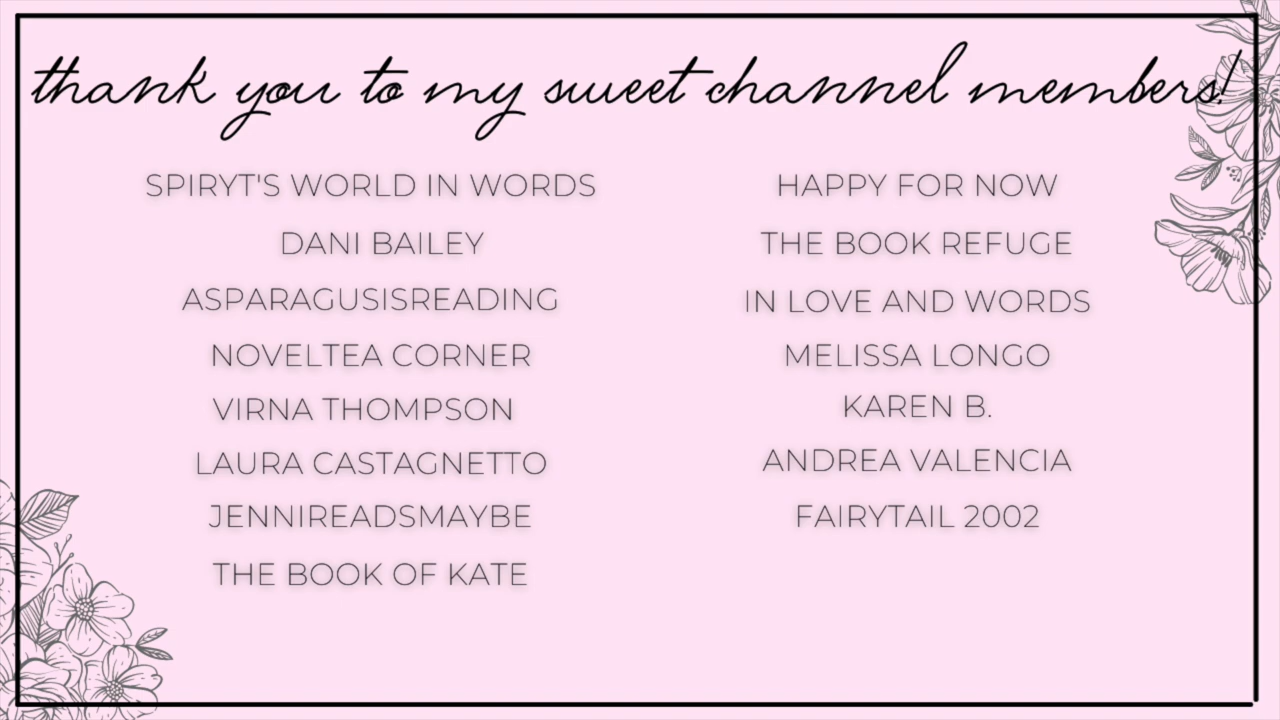 thank you to my sweet channel members!
SPIRYT'S WORLD IN WORDS
DANI BAILEY
ASPARAGUSISREADING
NOVELTEA CORNER
VIRNA THOMPSON
LAURA CASTAGNETTO
JENNIREADSMAYBE
THE BOOK OF KATE
HAPPY FOR NOW
THE BOOK REFUGE
IN LOVE AND WORDS
MELISSA LONGO
KAREN B.
ANDREA VALENCIA
FAIRYTAIL 2002